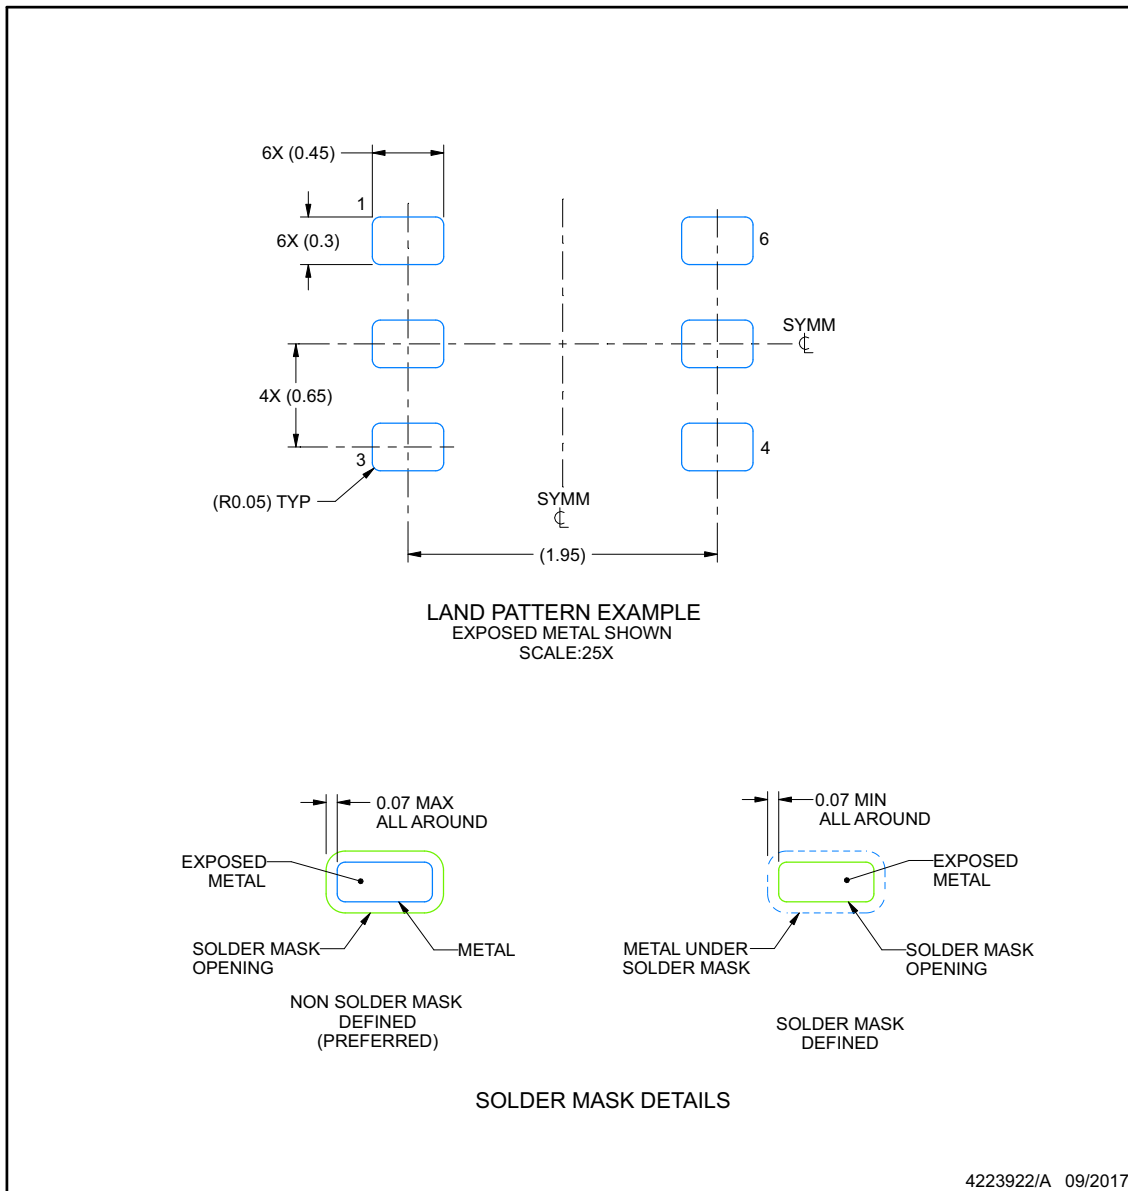 6X (0.45)
1
6X (0.3)
6
SYMM
℄
4X (0.65)
3
4
(R0.05) TYP
SYMM
℄
(1.95)
LAND PATTERN EXAMPLE
EXPOSED METAL SHOWN
SCALE:25X
0.07 MAX
ALL AROUND
EXPOSED
METAL
SOLDER MASK
OPENING
METAL
NON SOLDER MASK
DEFINED
(PREFERRED)
0.07 MIN
ALL AROUND
EXPOSED
METAL
METAL UNDER
SOLDER MASK
SOLDER MASK
OPENING
SOLDER MASK
DEFINED
SOLDER MASK DETAILS
4223922/A 09/2017